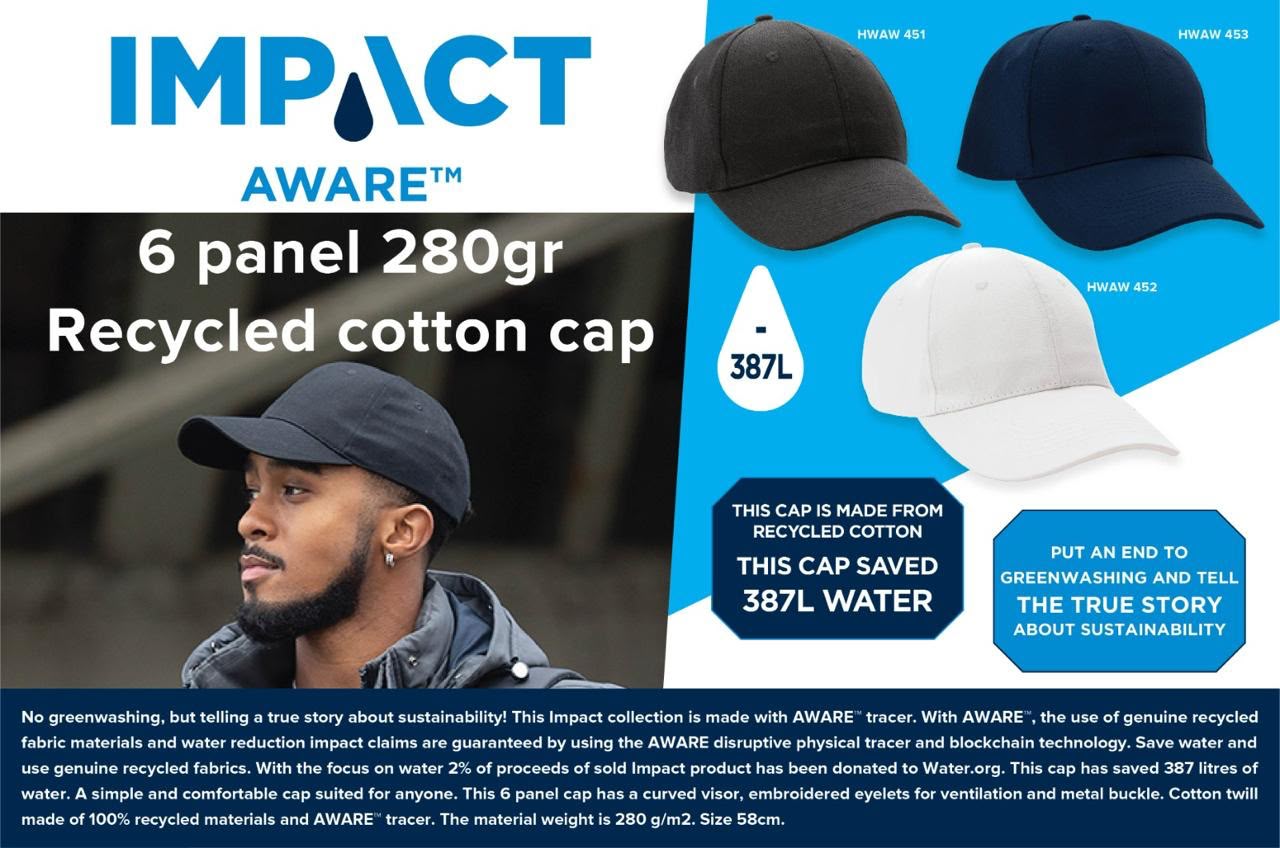 IMPACT
AWARE™
6 panel 280gr
Recycled cotton cap
HWAW 451
HWAW 453
HWAW 452
-
387L
THIS CAP IS MADE FROM
RECYCLED COTTON
THIS CAP SAVED
387L WATER
PUT AN END TO
GREENWASHING AND TELL
THE TRUE STORY
ABOUT SUSTAINABILITY
No greenwashing, but telling a true story about sustainability! This Impact collection is made with AWARE™ tracer. With AWARE™, the use of genuine recycled
fabric materials and water reduction impact claims are guaranteed by using the AWARE disruptive physical tracer and blockchain technology. Save water and
use genuine recycled fabrics. With the focus on water 2% of proceeds of sold Impact product has been donated to Water.org. This cap has saved 387 litres of
water. A simple and comfortable cap suited for anyone. This 6 panel cap has a curved visor, embroidered eyelets for ventilation and metal buckle. Cotton twill
made of 100% recycled materials and AWARE™ tracer. The material weight is 280 g/m2. Size 58cm.